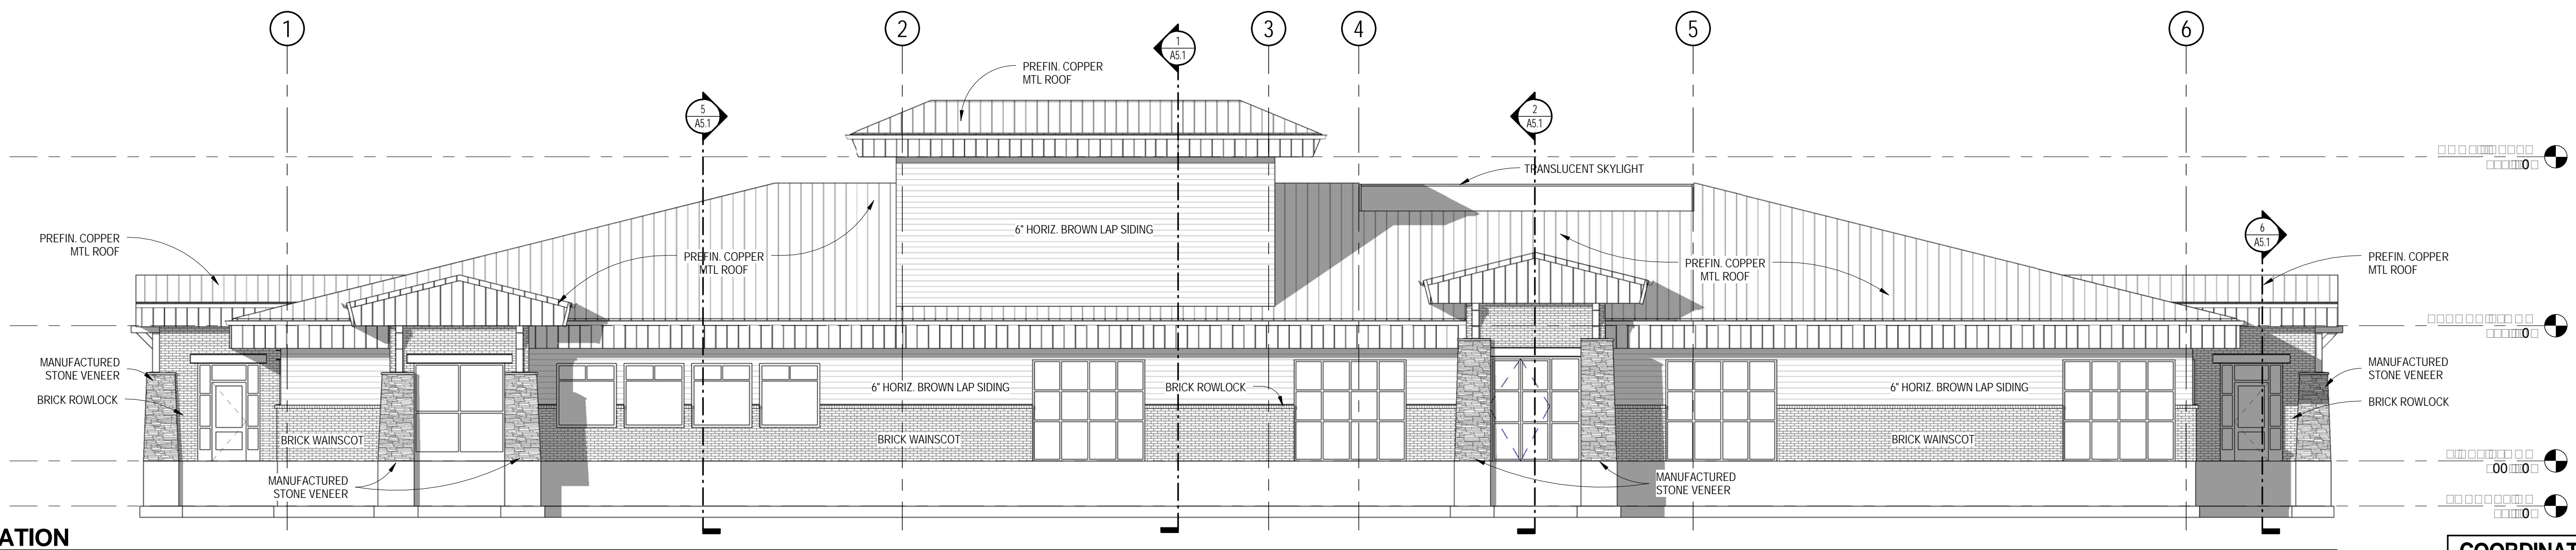 1
2
3
4
5
6
1
A5.1
5
A5.1
2
A5.1
6
A5.1
PREFIN. COPPER
MTL ROOF
TRANSLUCENT SKYLIGHT
6" HORIZ. BROWN LAP SIDING
PREFIN. COPPER
MTL ROOF
PREFIN. COPPER
MTL ROOF
PREFIN. COPPER
MTL ROOF
PREFIN. COPPER
MTL ROOF
MANUFACTURED
STONE VENEER
BRICK ROWLOCK
6" HORIZ. BROWN LAP SIDING
BRICK ROWLOCK
6" HORIZ. BROWN LAP SIDING
MANUFACTURED
STONE VENEER
BRICK ROWLOCK
BRICK WAINSCOT
BRICK WAINSCOT
BRICK WAINSCOT
MANUFACTURED
STONE VENEER
MANUFACTURED
STONE VENEER
ATION
COORDINAT